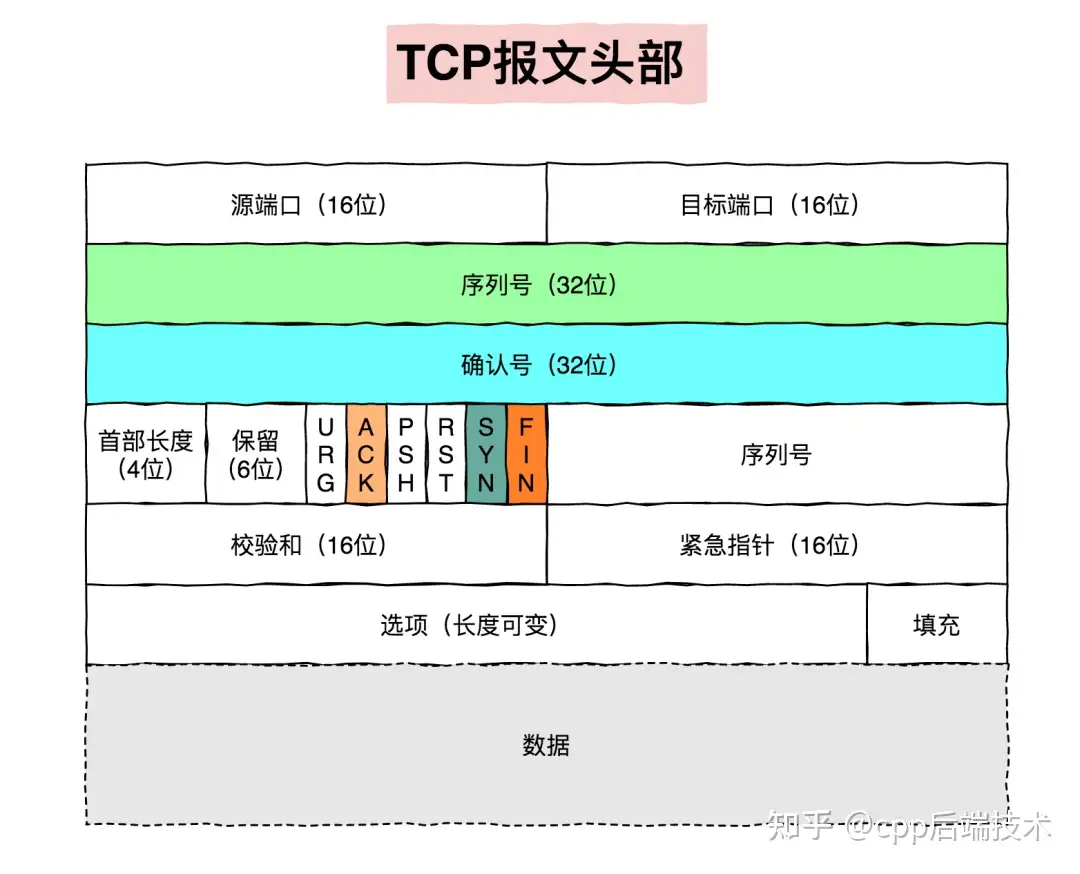 TCP报文头部
源端口（16位）
目标端口（16位）
序列号（32位）
确认号（32位）
首部长度
（4位）
保留
（6位）
URG
ACK
PSH
RST
SYN
FIN
序列号
校验和（16位）
紧急指针（16位）
选项（长度可变）
填充
数据
知乎 @cpp后端技术